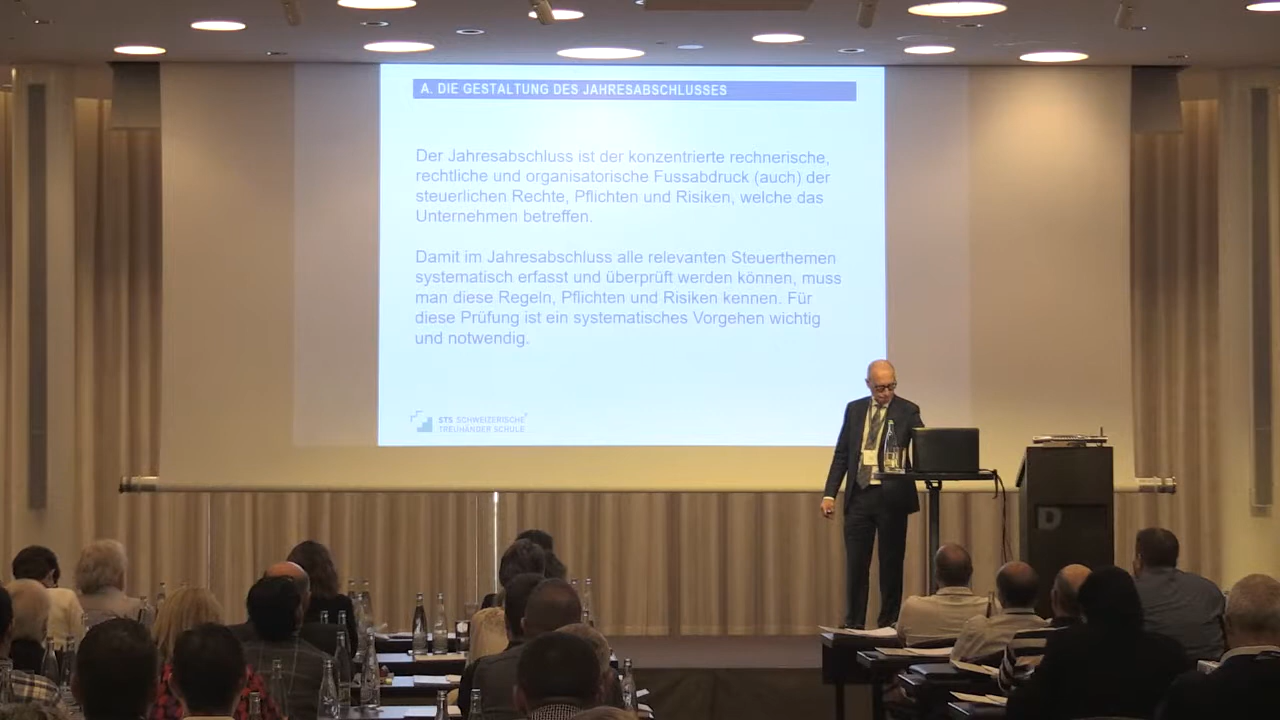 A. DIE GESTALTUNG DES JAHRESABSCHLUSSES
Der Jahresabschluss ist der konzentrierte rechnerische,
rechtliche und organisatorische Fussabdruck (auch) der
steuerlichen Rechte, Pflichten und Risiken, welche das
Unternehmen betreffen.
Damit im Jahresabschluss alle relevanten Steuerthemen
systematisch erfasst und überprüft werden können, muss
man diese Regeln, Pflichten und Risiken kennen. Für
diese Prüfung ist ein systematisches Vorgehen wichtig
und notwendig.
STS SCHWEIZERISCHE
TREUHÄNDER SCHULE
D